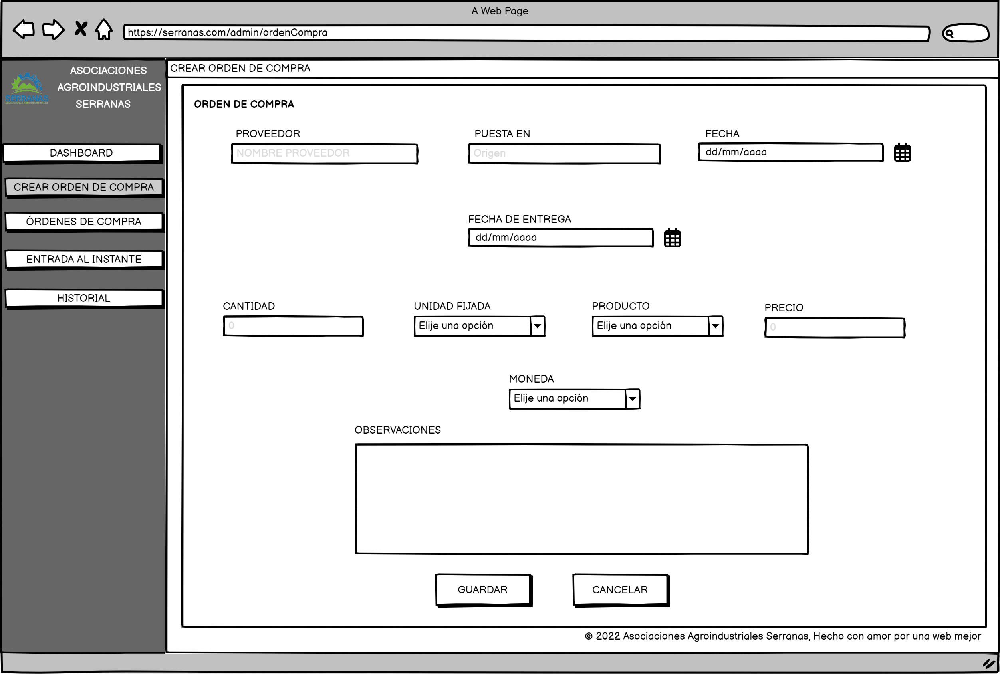 A Web Page
https://serranas.com/admin/ordenCompra
ASOCIACIONES
AGROINDUSTRIALES
SERRANAS
SERRANAS
ASOCIACIONES AGROINDUSTRIALES
DASHBOARD
CREAR ORDEN DE COMPRA
ÓRDENES DE COMPRA
ENTRADA AL INSTANTE
HISTORIAL
CREAR ORDEN DE COMPRA
ORDEN DE COMPRA
PROVEEDOR
NOMBRE PROVEEDOR
PUESTA EN
Origen
FECHA
dd/mm/aaaa
FECHA DE ENTREGA
dd/mm/aaaa
CANTIDAD
0
UNIDAD FIJADA
Elije una opción
PRODUCTO
Elije una opción
PRECIO
0
MONEDA
Elije una opción
OBSERVACIONES
GUARDAR
CANCELAR
© 2022 Asociaciones Agroindustriales Serranas, Hecho con amor por una web mejor